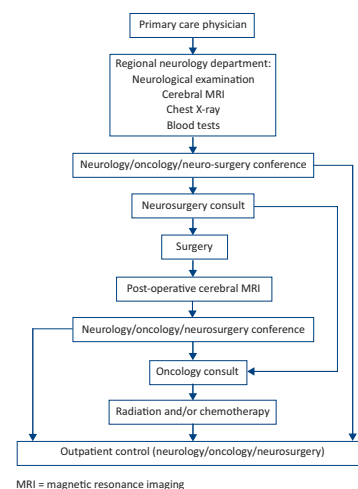 Primary care physician
Regional neurology department:
Neurological examination
Cerebral MRI
Chest X-ray
Blood tests
Neurology/oncology/neuro-surgery conference
Neurosurgery consult
Surgery
Post-operative cerebral MRI
Neurology/oncology/neurosurgery conference
Oncology consult
Radiation and/or chemotherapy
Outpatient control (neurology/oncology/neurosurgery)
MRI = magnetic resonance imaging